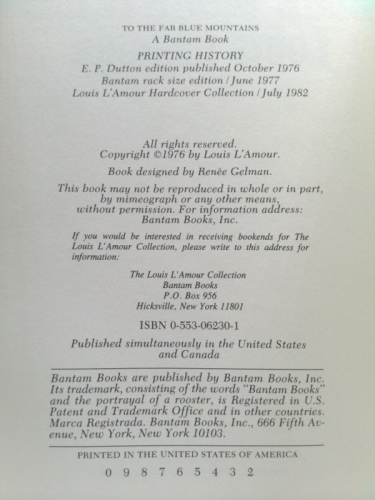 TO THE FAR BLUE MOUNTAINS
A Bantam Book
PRINTING HISTORY
E. P. Dutton edition published October 1976
Bantam rack size edition / June 1977
Louis L'Amour Hardcover Collection / July 1982
All rights reserved.
Copyright ©1976 by Louis L'Amour.
Book designed by Renée Gelman.
This book may not be reproduced in whole or in part,
by mimeograph or any other means,
without permission. For information address:
Bantam Books, Inc.
If you would be interested in receiving bookends for The
Louis L'Amour Collection, please write to this address for
information:
The Louis L'Amour Collection
Bantam Books
P.O. Box 956
Hicksville, New York 11801
ISBN 0-553-06230-1
Published simultaneously in the United States
and Canada
Bantam Books are published by Bantam Books, Inc.
Its trademark, consisting of the words "Bantam Books"
and the portrayal of a rooster, is Registered in U.S.
Patent and Trademark Office and in other countries.
Marca Registrada. Bantam Books, Inc., 666 Fifth Av-
enue, New York, New York 10103.
PRINTED IN THE UNITED STATES OF AMERICA
0 9 8 7 6 5 4 3 2